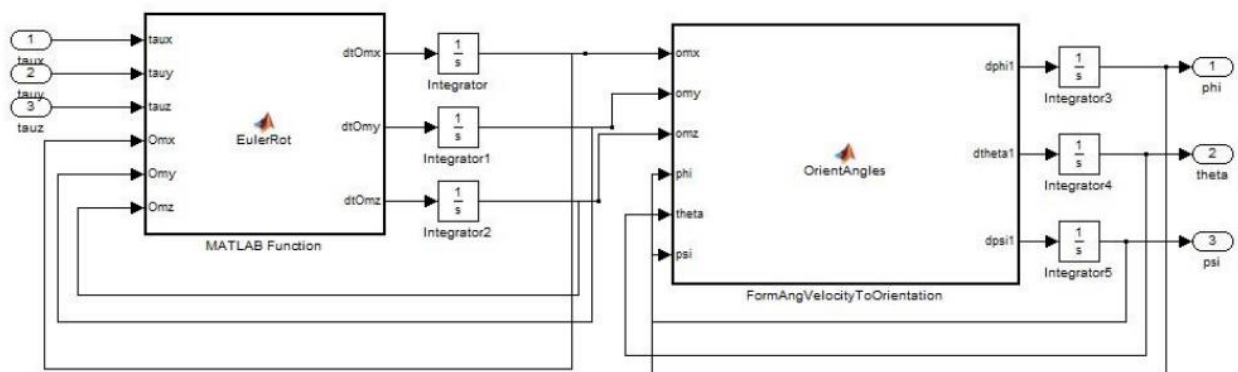 1
taux
2
tauy
3
tauz
taux
tauy
tauz
Omx
Omy
Omz
EulerRot
dtOmx
dtOmy
dtOmz
MATLAB Function
1
s
Integrator
1
s
Integrator1
1
s
Integrator2
omx
omy
omz
phi
theta
psi
OrientAngles
dphi1
dtheta1
dpsi1
FormAngVelocityToOrientation
1
s
Integrator3
1
s
Integrator4
1
s
Integrator5
1
phi
2
theta
3
psi